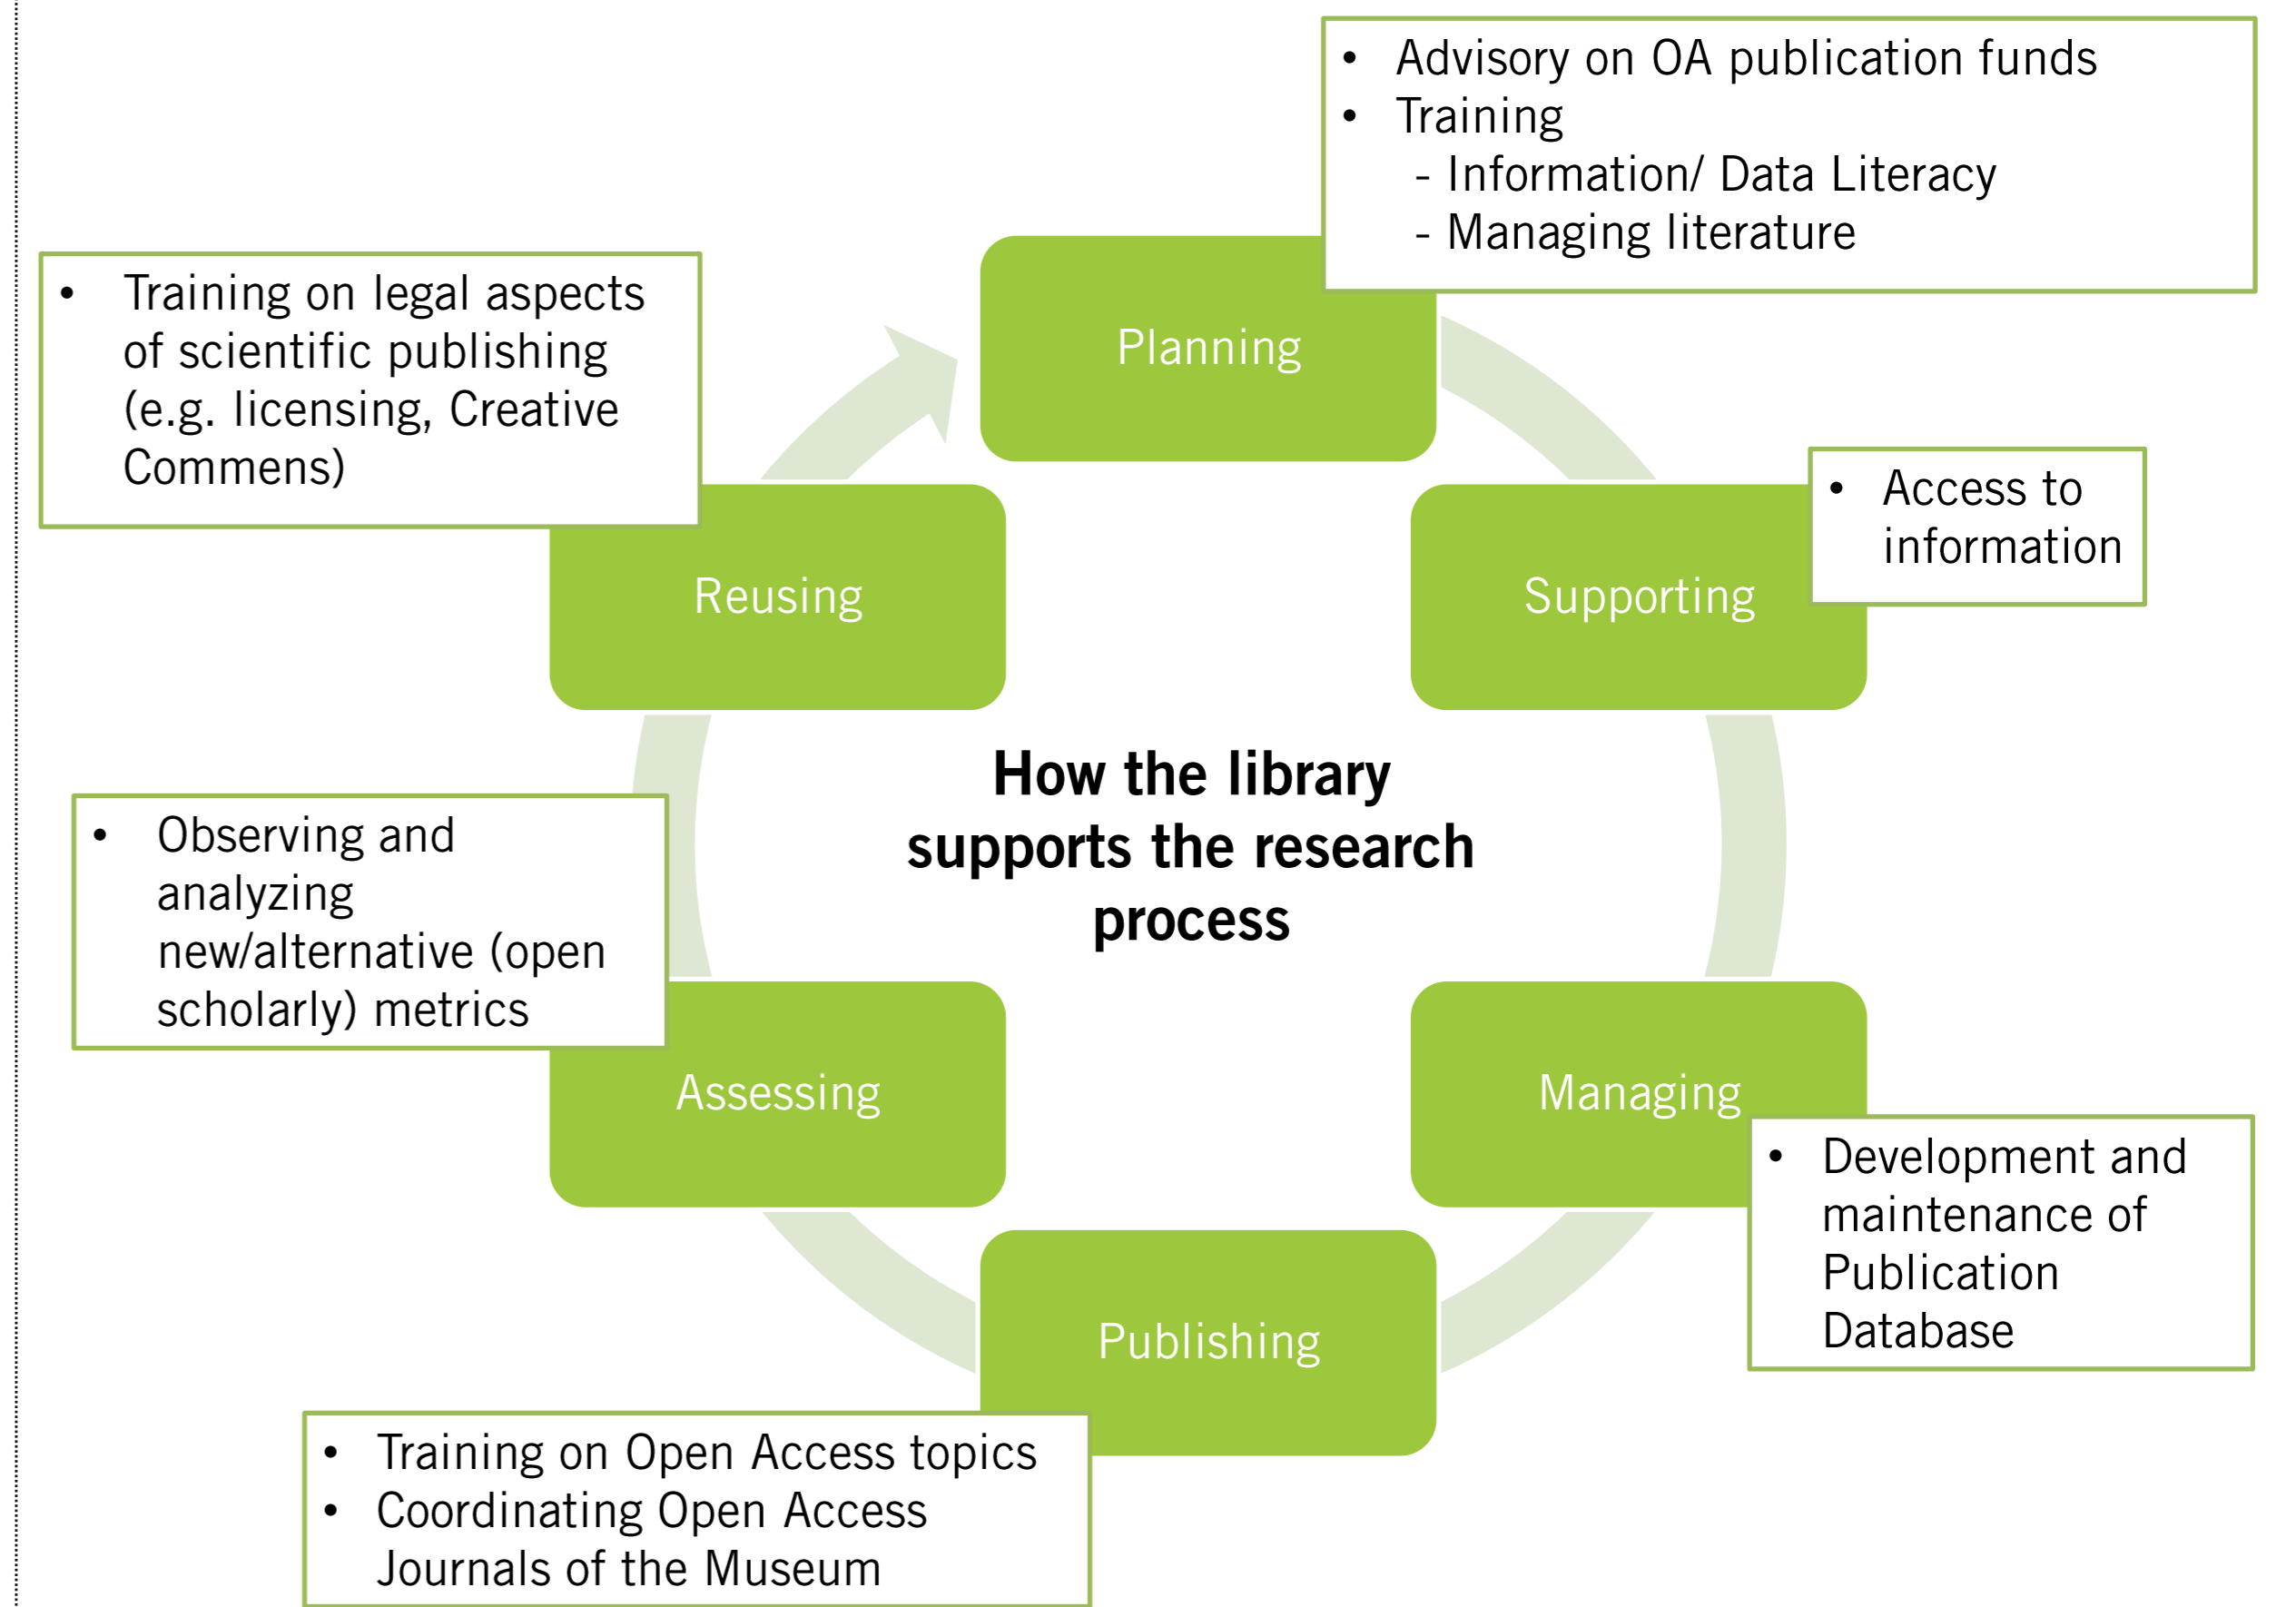 • Advisory on OA publication funds
• Training
- Information/ Data Literacy
- Managing literature
Planning
• Access to
information
Supporting
• Development and
maintenance of
Publication
Database
Managing
• Training on Open Access topics
• Coordinating Open Access
Journals of the Museum
Publishing
• Observing and
analyzing
new/alternative (open
scholarly) metrics
Assessing
• Training on legal aspects
of scientific publishing
(e.g. licensing, Creative
Commens)
Reusing
How the library
supports the research
process